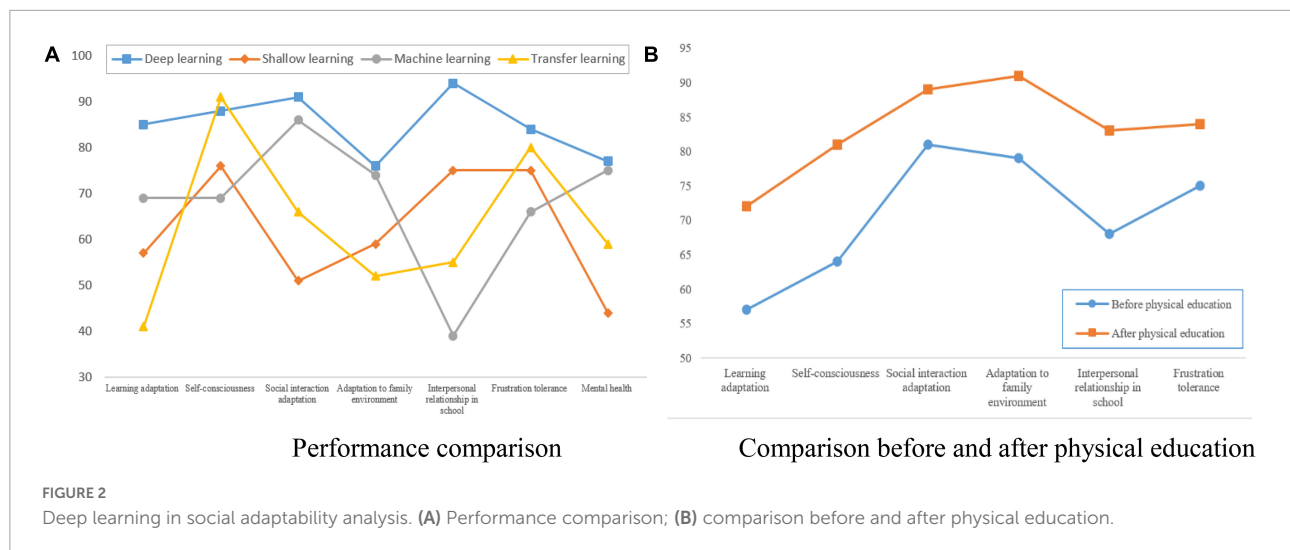 A
Deep learning
Shallow learning
Machine learning
Transfer learning
100
90
80
70
60
50
40
30
Learning adaptation
Self-consciousness
Social interaction
adaptation
Adaptation to family
environment
Interpersonal
relationship in
school
Frustration tolerance
Mental health
Performance comparison
B
95
90
85
80
75
70
65
60
55
50
Before physical education
After physical education
Learning
adaptation
Self-consciousness
Social interaction
adaptation
Adaptation to
family
environment
Interpersonal
relationship in
school
Frustration
tolerance
Comparison before and after physical education
FIGURE 2
Deep learning in social adaptability analysis. (A) Performance comparison; (B) comparison before and after physical education.